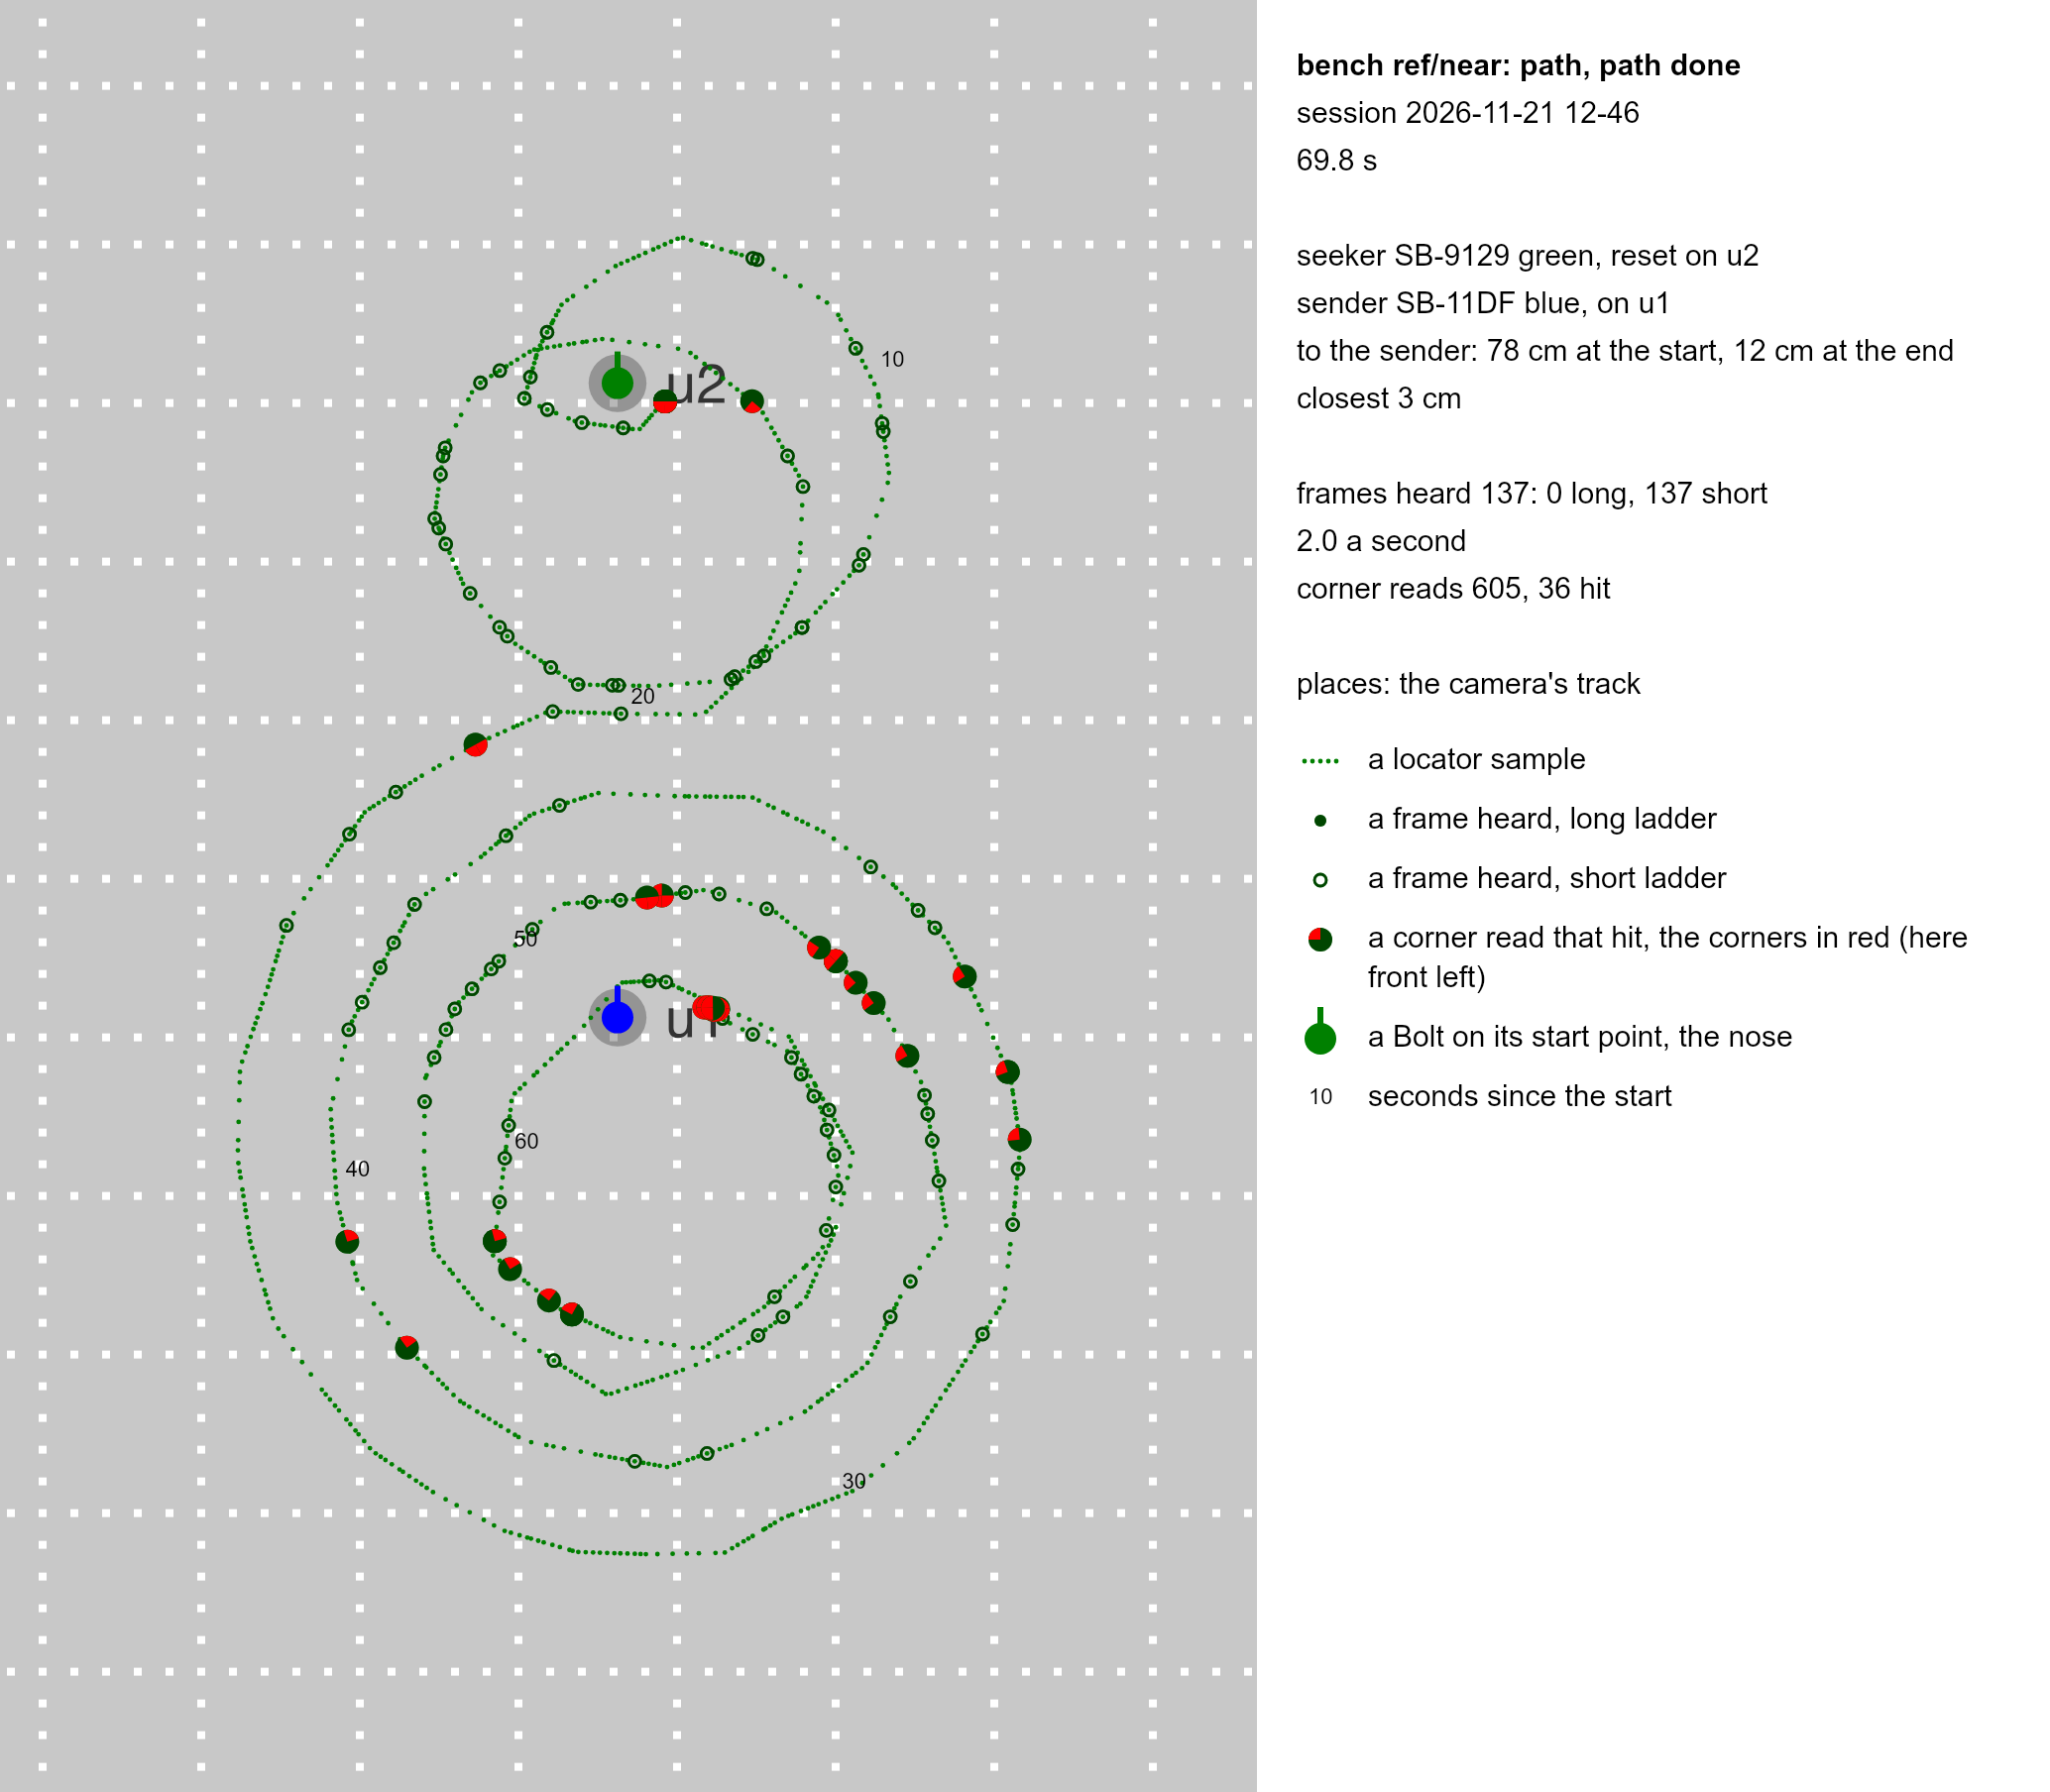 bench ref/near: path, path done
session 2026-11-21 12-46
69.8 s
seeker SB-9129 green, reset on u2
sender SB-11DF blue, on u1
to the sender: 78 cm at the start, 12 cm at the end
closest 3 cm
frames heard 137: 0 long, 137 short
2.0 a second
corner reads 605, 36 hit
places: the camera's track
a locator sample
a frame heard, long ladder
a frame heard, short ladder
a corner read that hit, the corners in red (here
front left)
a Bolt on its start point, the nose
10 seconds since the start
10
u2
20
50
u1
60
40
30